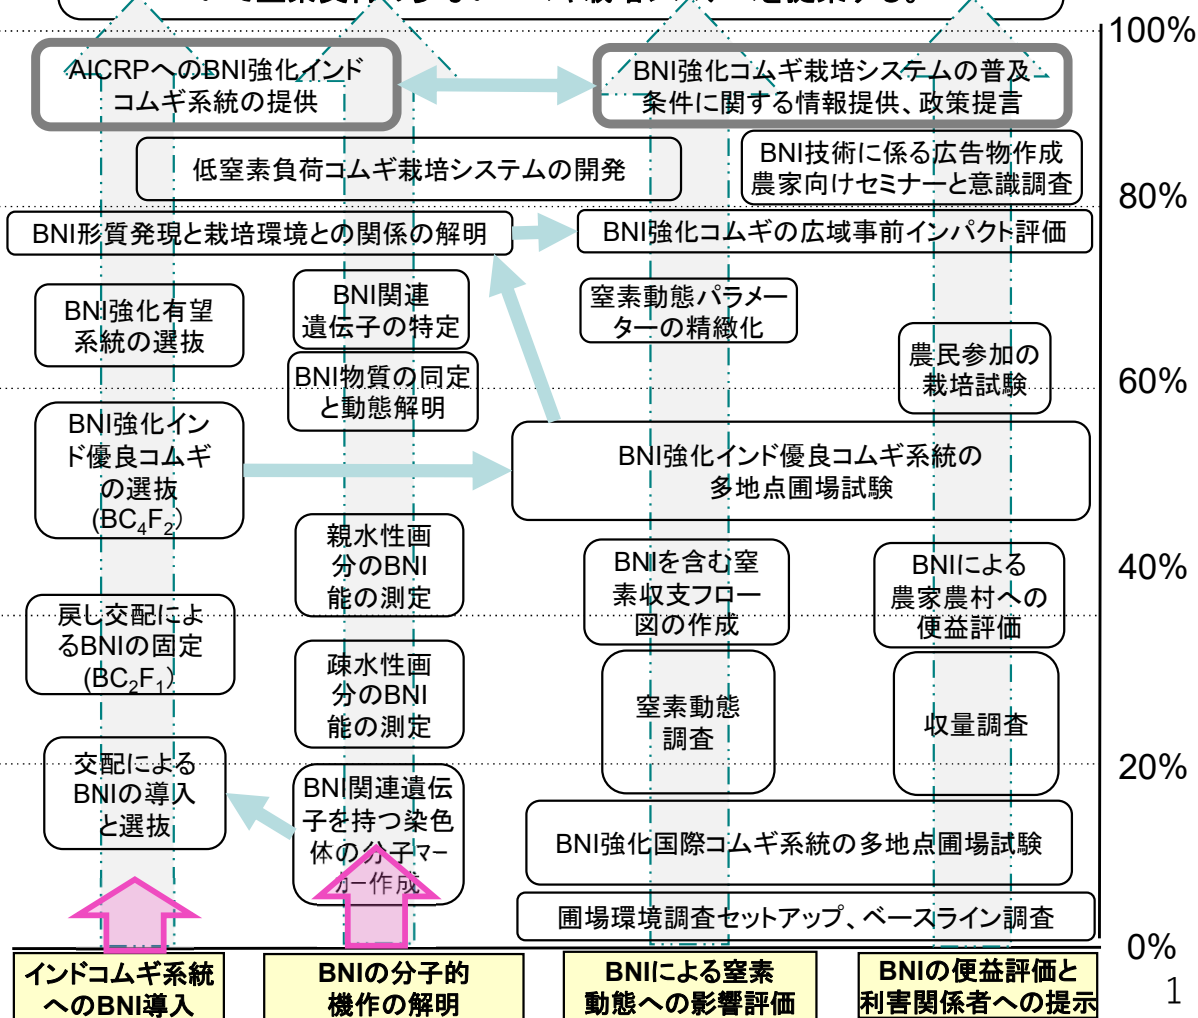 100%
AICRPへのBNI強化インド
コムギ系統の提供
BNI強化コムギ栽培システムの普及
条件に関する情報提供、政策提言
低窒素負荷コムギ栽培システムの開発
BNI技術に係る広告物作成
農家向けセミナーと意識調査
80%
BNI形質発現と栽培環境との関係の解明
BNI強化コムギの広域事前インパクト評価
BNI強化有望
系統の選抜
BNI関連
遺伝子の特定
窒素動態パラメー
ターの精緻化
農民参加の
栽培試験
BNI物質の同定
と動態解明
60%
BNI強化イン
ド優良コムギ
の選抜
(BC4F2)
BNI強化インド優良コムギ系統の
多地点圃場試験
親水性画
分のBNI
能の測定
BNIを含む窒
素収支フロー
図の作成
BNIによる
農家農村への
便益評価
40%
戻し交配によ
るBNIの固定
(BC2F1)
疎水性画
分のBNI
能の測定
窒素動態
調査
収量調査
20%
交配による
BNIの導入
と選抜
BNI関連遺伝
子を持つ染色
体の分子マー
カー作成
BNI強化国際コムギ系統の多地点圃場試験
圃場環境調査セットアップ、ベースライン調査
0%
インドコムギ系統
へのBNI導入
BNIの分子的
機作の解明
BNIによる窒素
動態への影響評価
BNIの便益評価と
利害関係者への提示
1